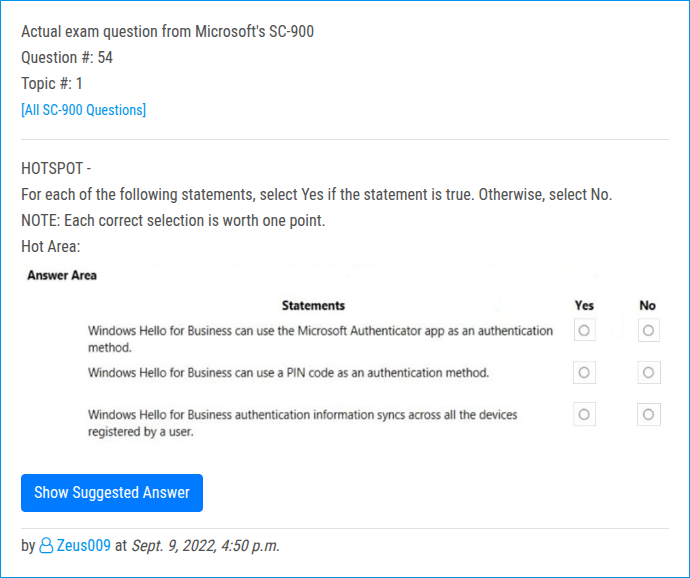 Actual exam question from Microsoft's SC-900
Question #: 54
Topic #: 1
[All SC-900 Questions]
HOTSPOT -
For each of the following statements, select Yes if the statement is true. Otherwise, select No.
NOTE: Each correct selection is worth one point.
Hot Area:
Answer Area
Statements Yes No
Windows Hello for Business can use the Microsoft Authenticator app as an authentication
method.
Windows Hello for Business can use a PIN code as an authentication method.
Windows Hello for Business authentication information syncs across all the devices
registered by a user.
Show Suggested Answer
by Zeus009 at Sept. 9, 2022, 4:50 p.m.